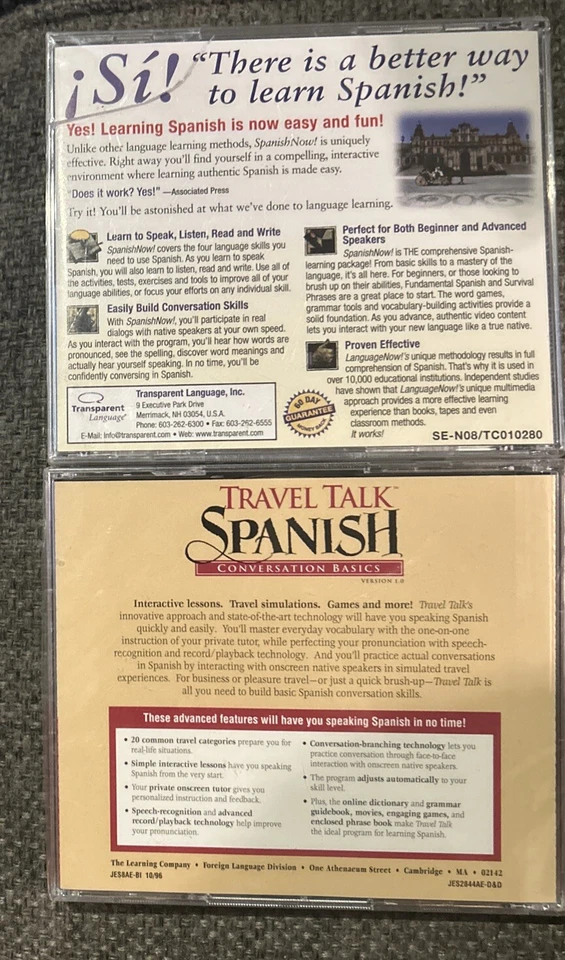 ¡Sí! "There is a better way
to learn Spanish!"
Yes! Learning Spanish is now easy and fun!
Unlike other language learning methods, SpanishNow! is uniquely
effective. Right away you'll find yourself in a compelling, interactive
environment where learning authentic Spanish is made easy.
"Does it work? Yes!" —Associated Press
Try it! You'll be astonished at what we've done to language learning.
Learn to Speak, Listen, Read and Write
SpanishNow! covers the four language skills you
need to use Spanish. As you learn to speak
Spanish, you will also learn to listen, read and write. Use all of
the activities, tests, exercises and tools to improve all of your
language abilities, or focus your efforts on any individual skill.
Easily Build Conversation Skills
With SpanishNow!, you'll participate in real
dialogs with native speakers at your own speed.
As you interact with the program, you'll hear how words are
pronounced, see the spelling, discover word meanings and
actually hear yourself speaking. In no time, you'll be
confidently conversing in Spanish.
Perfect for Both Beginner and Advanced
Speakers
SpanishNow! is THE comprehensive Spanish-
learning package! From basic skills to a mastery of the
language, it's all here. For beginners, or those looking to
brush up on their abilities, Fundamental Spanish and Survival
Phrases are a great place to start. The word games,
grammar tools and vocabulary-building activities provide a
solid foundation. As you advance, authentic video content
lets you interact with your new language like a true native.
Proven Effective
LanguageNow!'s unique methodology results in full
comprehension of Spanish. That's why it is used in
over 10,000 educational institutions. Independent studies
have shown that LanguageNow!'s unique multimedia
approach provides a more effective learning
experience than books, tapes and even
classroom methods.
It works!
Transparent
Language®
Transparent Language, Inc.
9 Executive Park Drive
Merrimack, NH 03054, U.S.A.
Phone: 603-262-6300 • Fax: 603-262-6555
E-Mail: info@transparent.com • Web: www.transparent.com
60 DAY
GUARANTEE
MONEY BACK
SE-N08/TC010280
TRAVEL TALK™
SPANISH
CONVERSATION BASICS
VERSION 1.0
Interactive lessons. Travel simulations. Games and more! Travel Talk's
innovative approach and state-of-the-art technology will have you speaking Spanish
quickly and easily. You'll master everyday vocabulary with the one-on-one
instruction of your private tutor, while perfecting your pronunciation with speech-
recognition and record/playback technology. And you'll practice actual conversations
in Spanish by interacting with onscreen native speakers in simulated travel
experiences. For business or pleasure travel—or just a quick brush-up—Travel Talk is
all you need to build basic Spanish conversation skills.
These advanced features will have you speaking Spanish in no time!
• 20 common travel categories prepare you for
real-life situations.
• Simple interactive lessons have you speaking
Spanish from the very start.
• Your private onscreen tutor gives you
personalized instruction and feedback.
• Speech-recognition and advanced
record/playback technology help improve
your pronunciation.
• Conversation-branching technology lets you
practice conversation through face-to-face
interaction with onscreen native speakers.
• The program adjusts automatically to your
skill level.
• Plus, the online dictionary and grammar
guidebook, movies, engaging games, and
enclosed phrase book make Travel Talk
the ideal program for learning Spanish.
The Learning Company • Foreign Language Division • One Athenaeum Street • Cambridge • MA • 02142
JES8AE-BI 10/96
JES2844AE-D&D